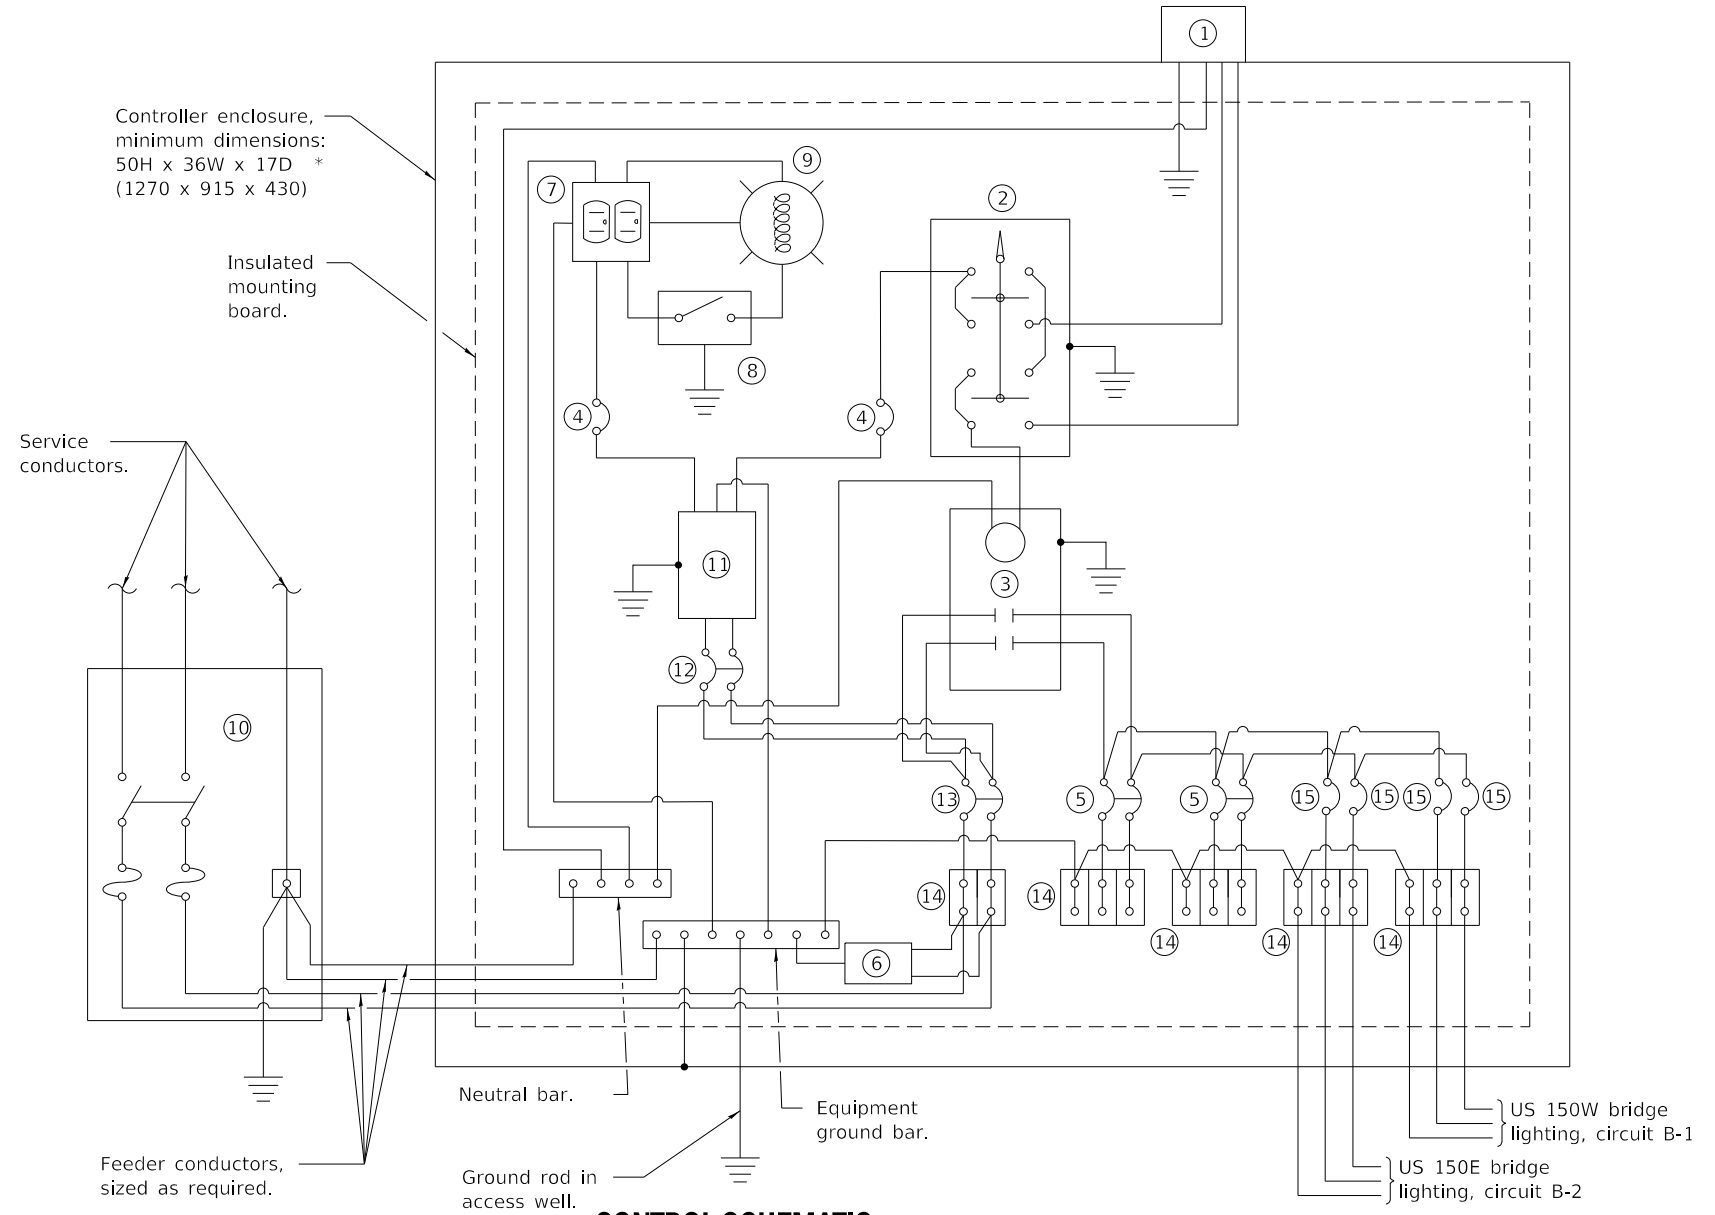 1
Controller enclosure,
minimum dimensions:
50H x 36W x 17D *
(1270 x 915 x 430)
9
7
2
Insulated
mounting
board.
8
4
4
Service
conductors.
11
3
12
10
13
5
5
15
15
15
15
14
14
14
14
14
6
Neutral bar.
Equipment
ground bar.
Feeder conductors,
sized as required.
Ground rod in
access well.
US 150W bridge
lighting, circuit B-1
US 150E bridge
lighting, circuit B-2
CONTROL SCHEMATIC